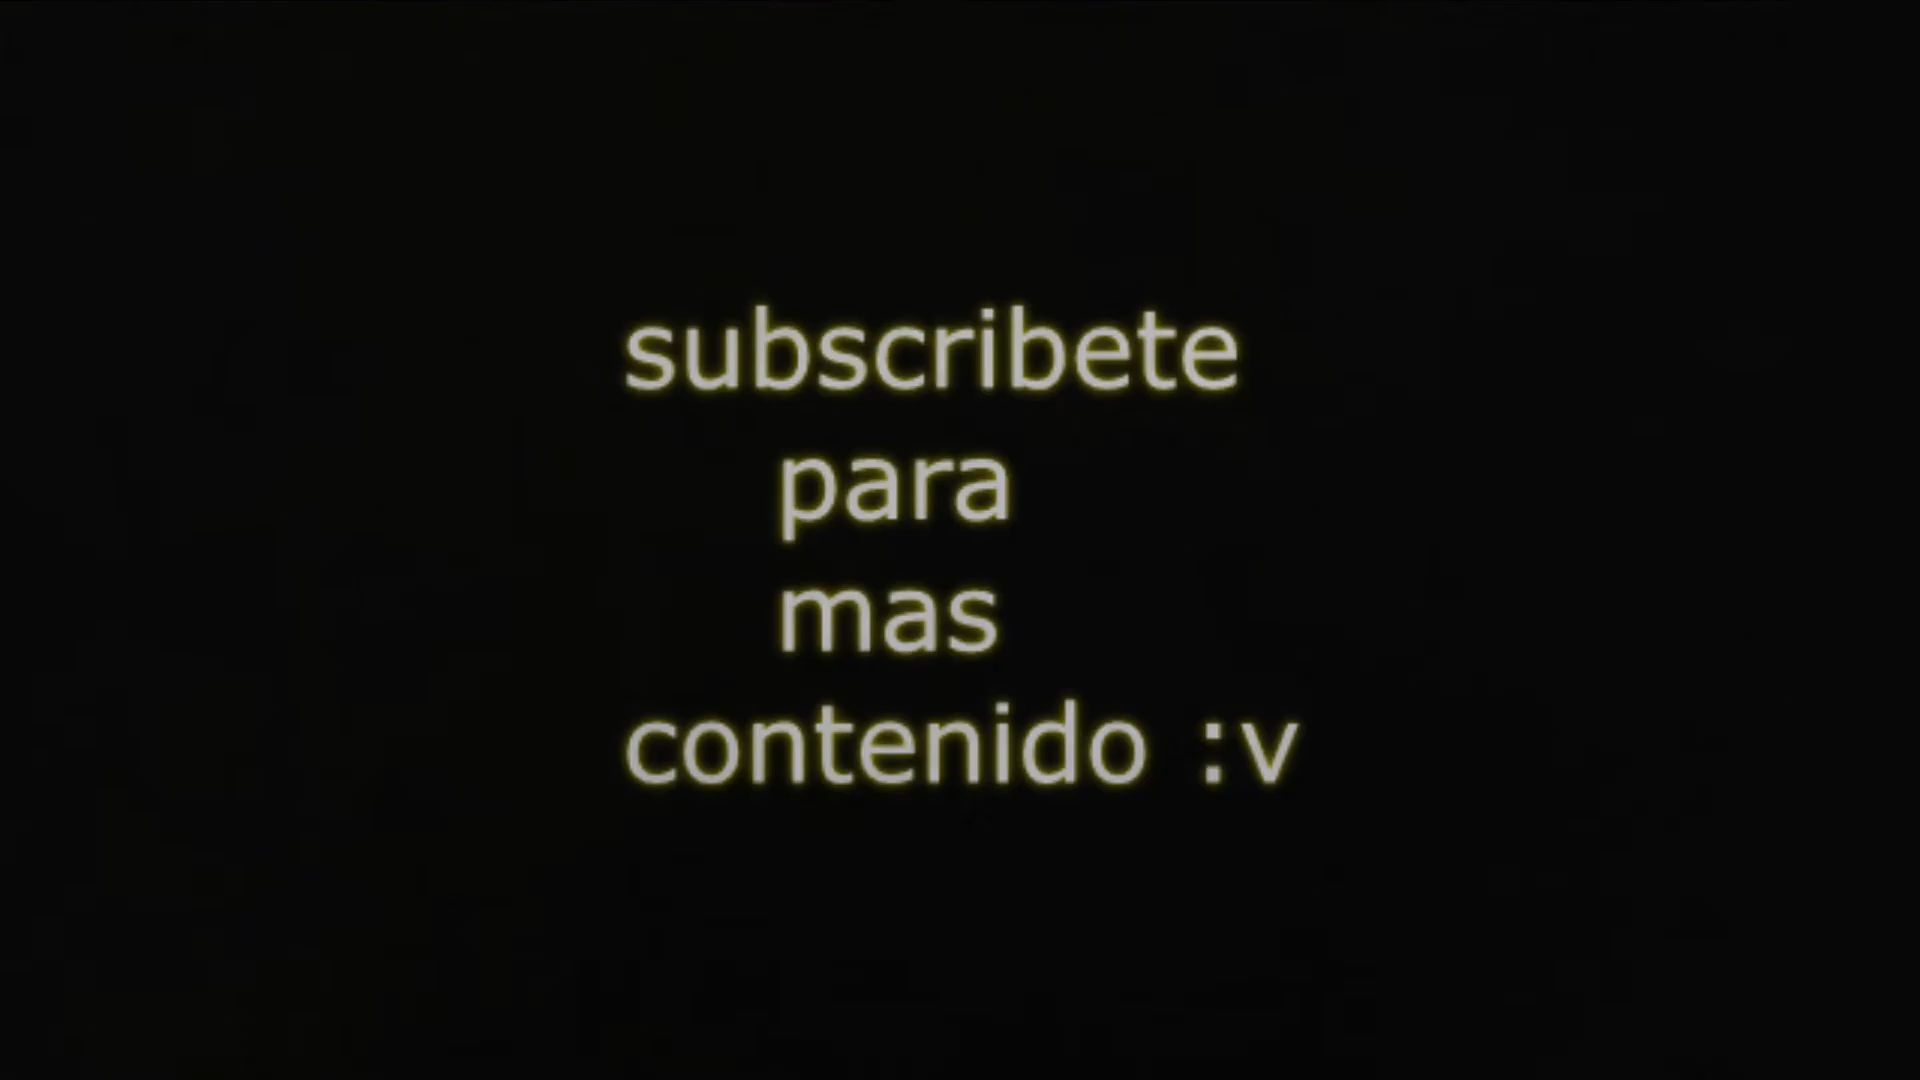 subscribete
para
mas
contenido :v